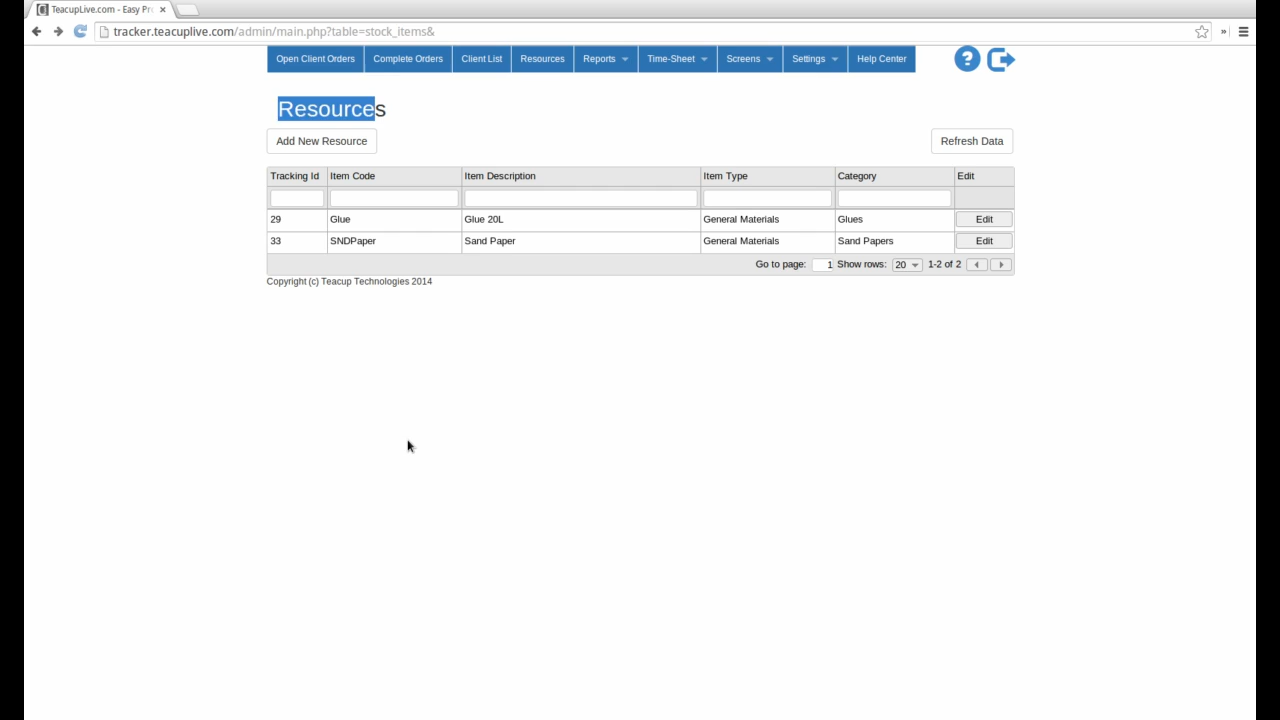 TeacupLive.com - Easy Pr
tracker.teacuplive.com/admin/main.php?table=stock_items&
Open Client Orders Complete Orders Client List Resources Reports Time-Sheet Screens Settings Help Center ?
Resources
Add New Resource Refresh Data
Tracking Id Item Code Item Description Item Type Category Edit
29 Glue Glue 20L General Materials Glues Edit
33 SNDPaper Sand Paper General Materials Sand Papers Edit
Go to page: 1 Show rows: 20 1-2 of 2
Copyright (c) Teacup Technologies 2014